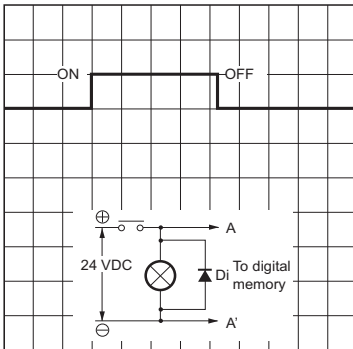 ON OFF
⊕
A
24 VDC
Di
To digital
memory
⊖
A'